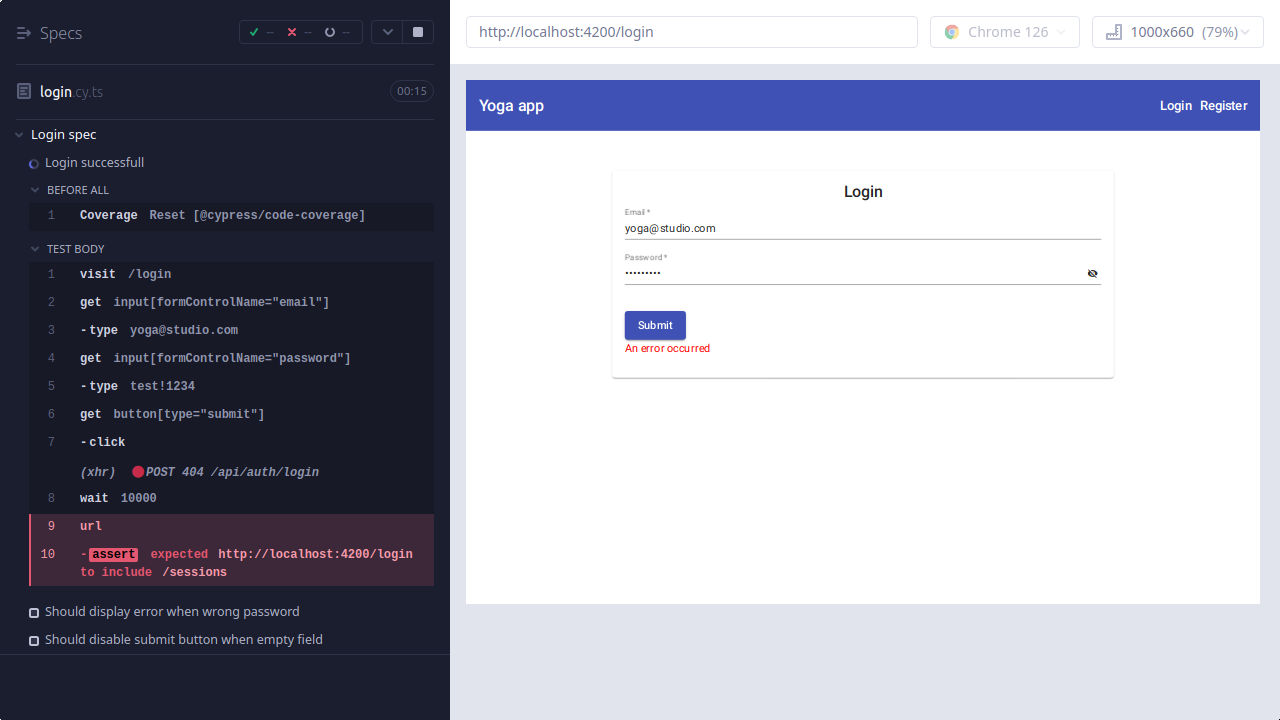 Specs
-- -- --
login.cy.ts
00:15
Login spec
Login successfull
BEFORE ALL
1 Coverage Reset [@cypress/code-coverage]
TEST BODY
1 visit /login
2 get input[formControlName="email"]
3 -type yoga@studio.com
4 get input[formControlName="password"]
5 -type test!1234
6 get button[type="submit"]
7 -click
(xhr) POST 404 /api/auth/login
8 wait 10000
9 url
10 -assert expected http://localhost:4200/login
to include /sessions
Should display error when wrong password
Should disable submit button when empty field
http://localhost:4200/login
Chrome 126
1000x660 (79%)
Yoga app
Login Register
Login
Email *
yoga@studio.com
Password *
•••••••••
Submit
An error occurred